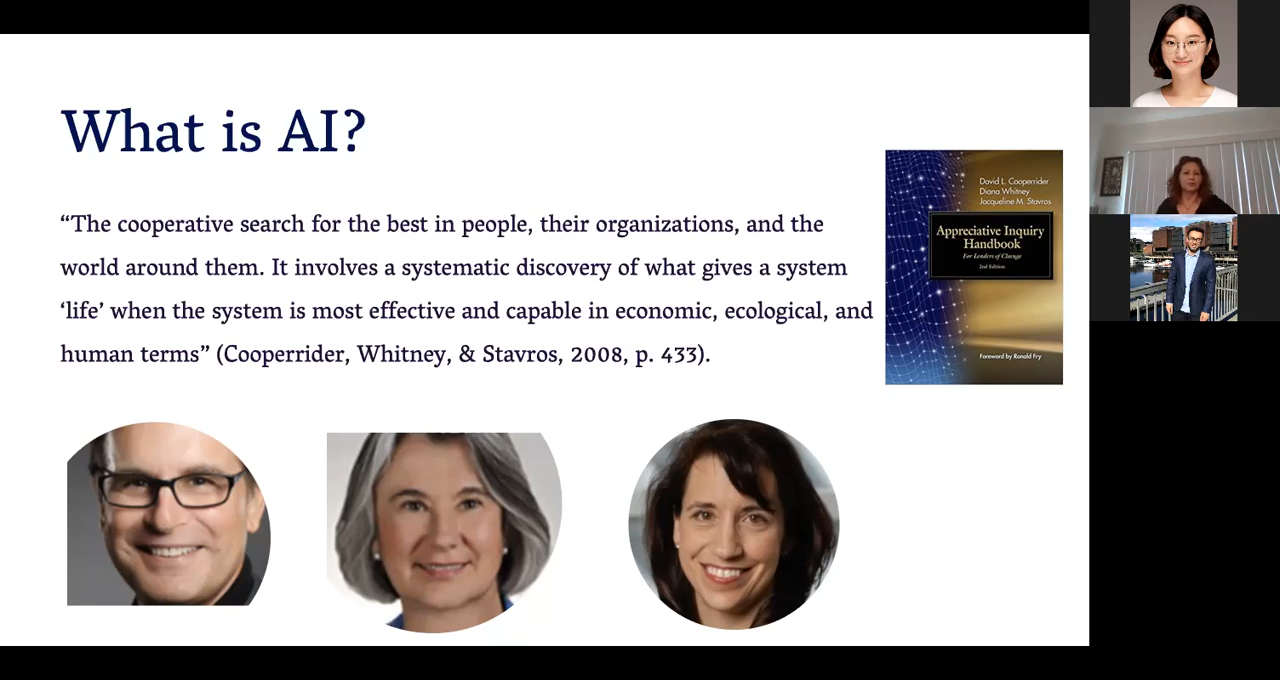 What is AI?
“The cooperative search for the best in people, their organizations, and the
world around them. It involves a systematic discovery of what gives a system
‘life’ when the system is most effective and capable in economic, ecological, and
human terms” (Cooperrider, Whitney, & Stavros, 2008, p. 433).
David L. Cooperrider
Diana Whitney
Jacqueline M. Stavros
Appreciative Inquiry
Handbook
For Leaders of Change
2nd Edition
Foreword by Ronald Fry